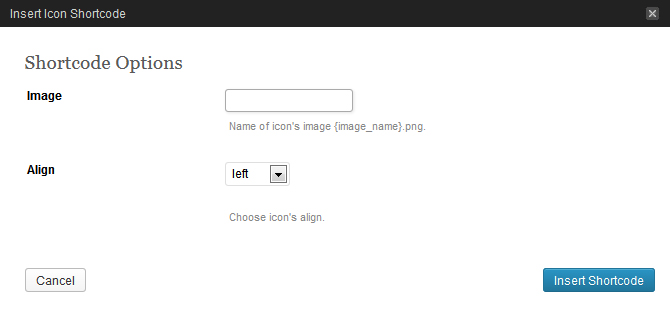 Insert Icon Shortcode
Shortcode Options
Image
Name of icon's image {image_name}.png.
Align
left
Choose icon's align.
Cancel
Insert Shortcode